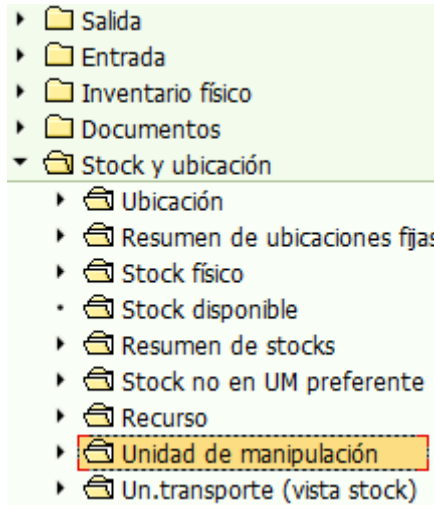 Salida
Entrada
Inventario físico
Documentos
Stock y ubicación
Ubicación
Resumen de ubicaciones fijas
Stock físico
Stock disponible
Resumen de stocks
Stock no en UM preferente
Recurso
Unidad de manipulación
Un.transporte (vista stock)